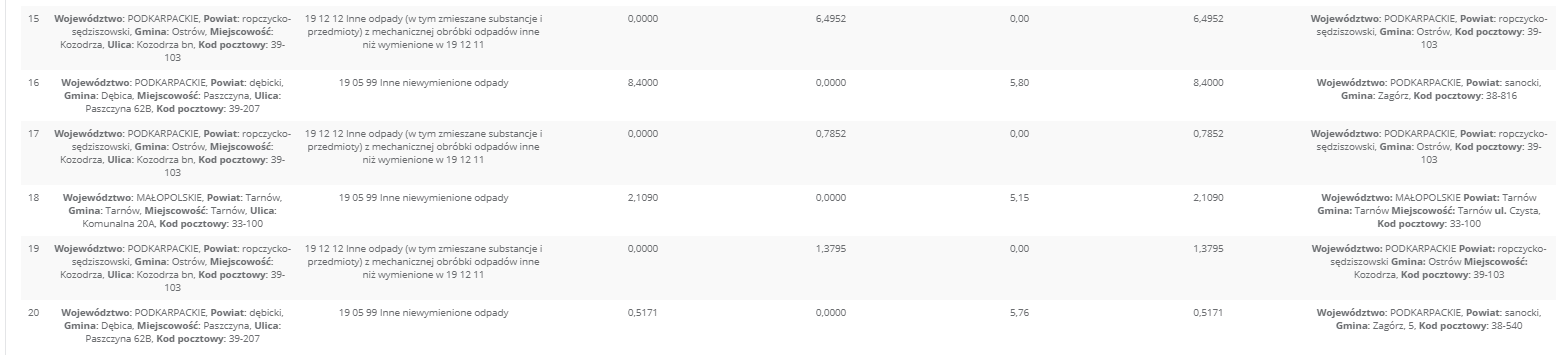 15 Województwo: PODKARPACKIE, Powiat: ropczycko- 19 12 12 Inne odpady (w tym zmieszane substancje i 0,0000 6,4952 0,00 6,4952 Województwo: PODKARPACKIE, Powiat: ropczycko-
sędziszowski, Gmina: Ostrów, Miejscowość: przedmioty) z mechanicznej obróbki odpadów inne sędziszowski, Gmina: Ostrów, Kod pocztowy: 39-
Kozodrza, Ulica: Kozodrza bn, Kod pocztowy: 39- niż wymienione w 19 12 11 103
103
16 Województwo: PODKARPACKIE, Powiat: dębicki, 19 05 99 Inne niewymienione odpady 8,4000 0,0000 5,80 8,4000 Województwo: PODKARPACKIE, Powiat: sanocki,
Gmina: Dębica, Miejscowość: Paszczyna, Ulica: Gmina: Zagórz, Kod pocztowy: 38-816
Paszczyna 62B, Kod pocztowy: 39-207
17 Województwo: PODKARPACKIE, Powiat: ropczycko- 19 12 12 Inne odpady (w tym zmieszane substancje i 0,0000 0,7852 0,00 0,7852 Województwo: PODKARPACKIE, Powiat: ropczycko-
sędziszowski, Gmina: Ostrów, Miejscowość: przedmioty) z mechanicznej obróbki odpadów inne sędziszowski, Gmina: Ostrów, Kod pocztowy: 39-
Kozodrza, Ulica: Kozodrza bn, Kod pocztowy: 39- niż wymienione w 19 12 11 103
103
18 Województwo: MAŁOPOLSKIE, Powiat: Tarnów, 19 05 99 Inne niewymienione odpady 2,1090 0,0000 5,15 2,1090 Województwo: MAŁOPOLSKIE Powiat: Tarnów
Gmina: Tarnów, Miejscowość: Tarnów, Ulica: Gmina: Tarnów Miejscowość: Tarnów ul. Czysta,
Komunalna 20A, Kod pocztowy: 33-100 Kod pocztowy: 33-100
19 Województwo: PODKARPACKIE, Powiat: ropczycko- 19 12 12 Inne odpady (w tym zmieszane substancje i 0,0000 1,3795 0,00 1,3795 Województwo: PODKARPACKIE Powiat: ropczycko-
sędziszowski, Gmina: Ostrów, Miejscowość: przedmioty) z mechanicznej obróbki odpadów inne sędziszowski Gmina: Ostrów Miejscowość:
Kozodrza, Ulica: Kozodrza bn, Kod pocztowy: 39- niż wymienione w 19 12 11 Kozodrza, Kod pocztowy: 39-103
103
20 Województwo: PODKARPACKIE, Powiat: dębicki, 19 05 99 Inne niewymienione odpady 0,5171 0,0000 5,76 0,5171 Województwo: PODKARPACKIE, Powiat: sanocki,
Gmina: Dębica, Miejscowość: Paszczyna, Ulica: Gmina: Zagórz, 5, Kod pocztowy: 38-540
Paszczyna 62B, Kod pocztowy: 39-207